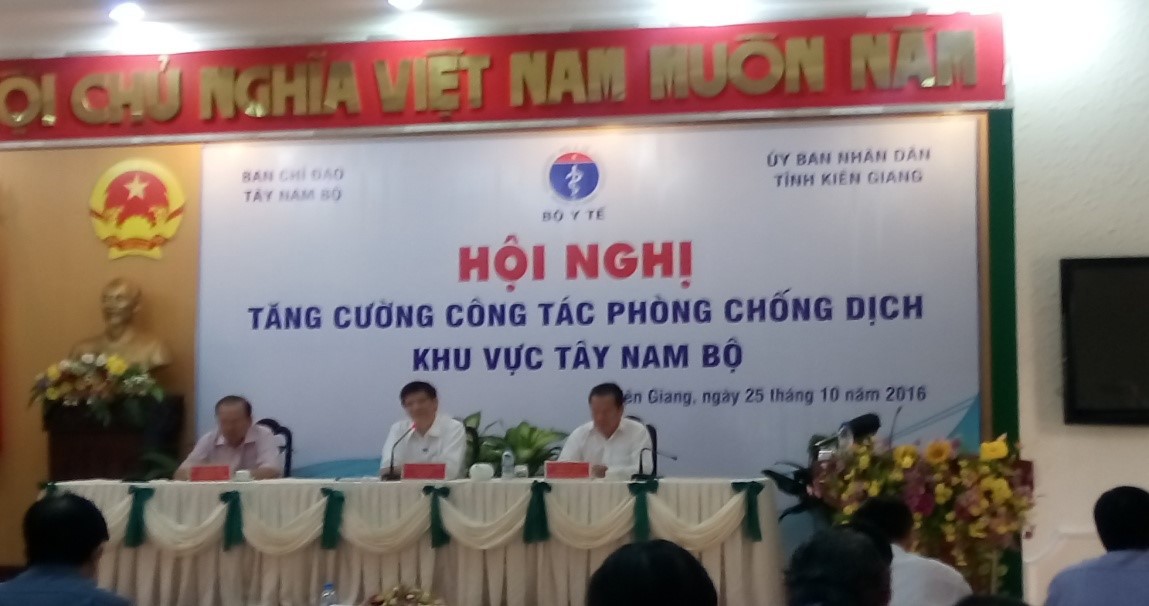 HỘI CHỦ NGHĨA VIỆT NAM MUÔN NĂM
BAN CHỈ ĐẠO
TÂY NAM BỘ
BỘ Y TẾ
ỦY BAN NHÂN DÂN
TỈNH KIÊN GIANG
HỘI NGHỊ
TĂNG CƯỜNG CÔNG TÁC PHÒNG CHỐNG DỊCH
KHU VỰC TÂY NAM BỘ
iên Giang, ngày 25 tháng 10 năm 2016